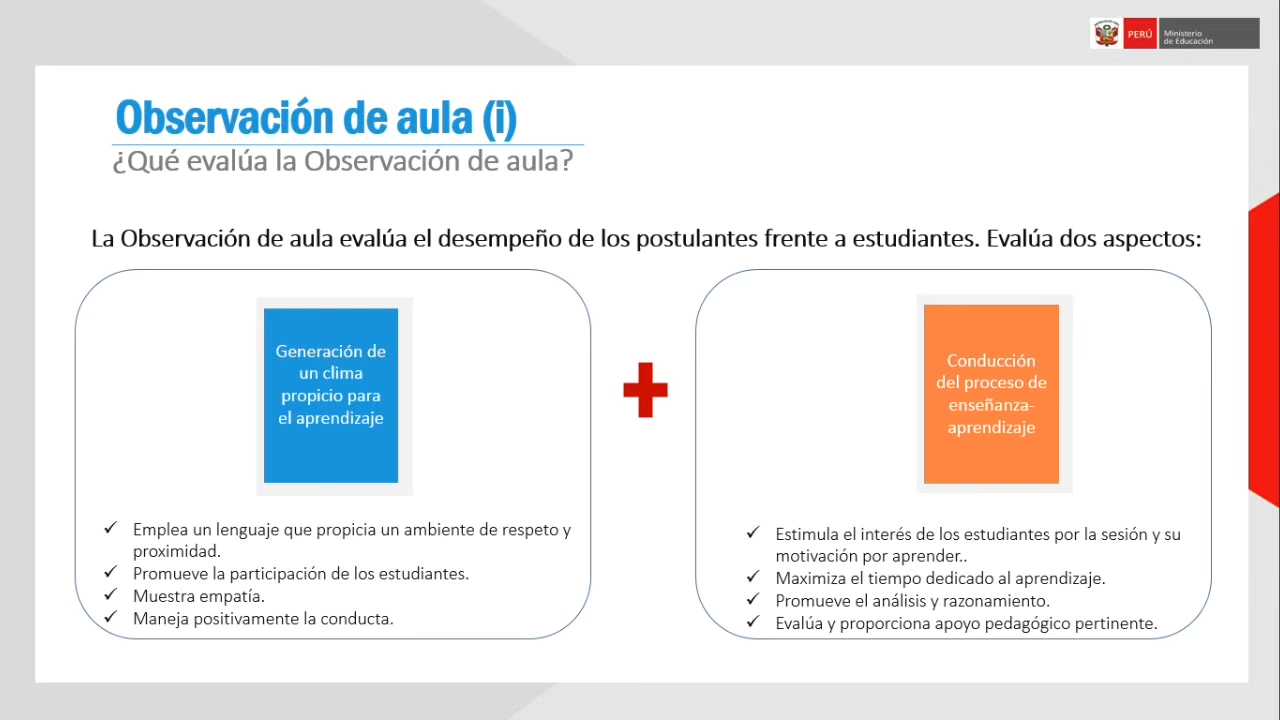 PERÚ
Ministerio
de Educación
Observación de aula (i)
¿Qué evalúa la Observación de aula?
La Observación de aula evalúa el desempeño de los postulantes frente a estudiantes. Evalúa dos aspectos:
Generación de
un clima
propicio para
el aprendizaje
✓ Emplea un lenguaje que propicia un ambiente de respeto y
proximidad.
✓ Promueve la participación de los estudiantes.
✓ Muestra empatía.
✓ Maneja positivamente la conducta.
Conducción
del proceso de
enseñanza-
aprendizaje
✓ Estimula el interés de los estudiantes por la sesión y su
motivación por aprender..
✓ Maximiza el tiempo dedicado al aprendizaje.
✓ Promueve el análisis y razonamiento.
✓ Evalúa y proporciona apoyo pedagógico pertinente.